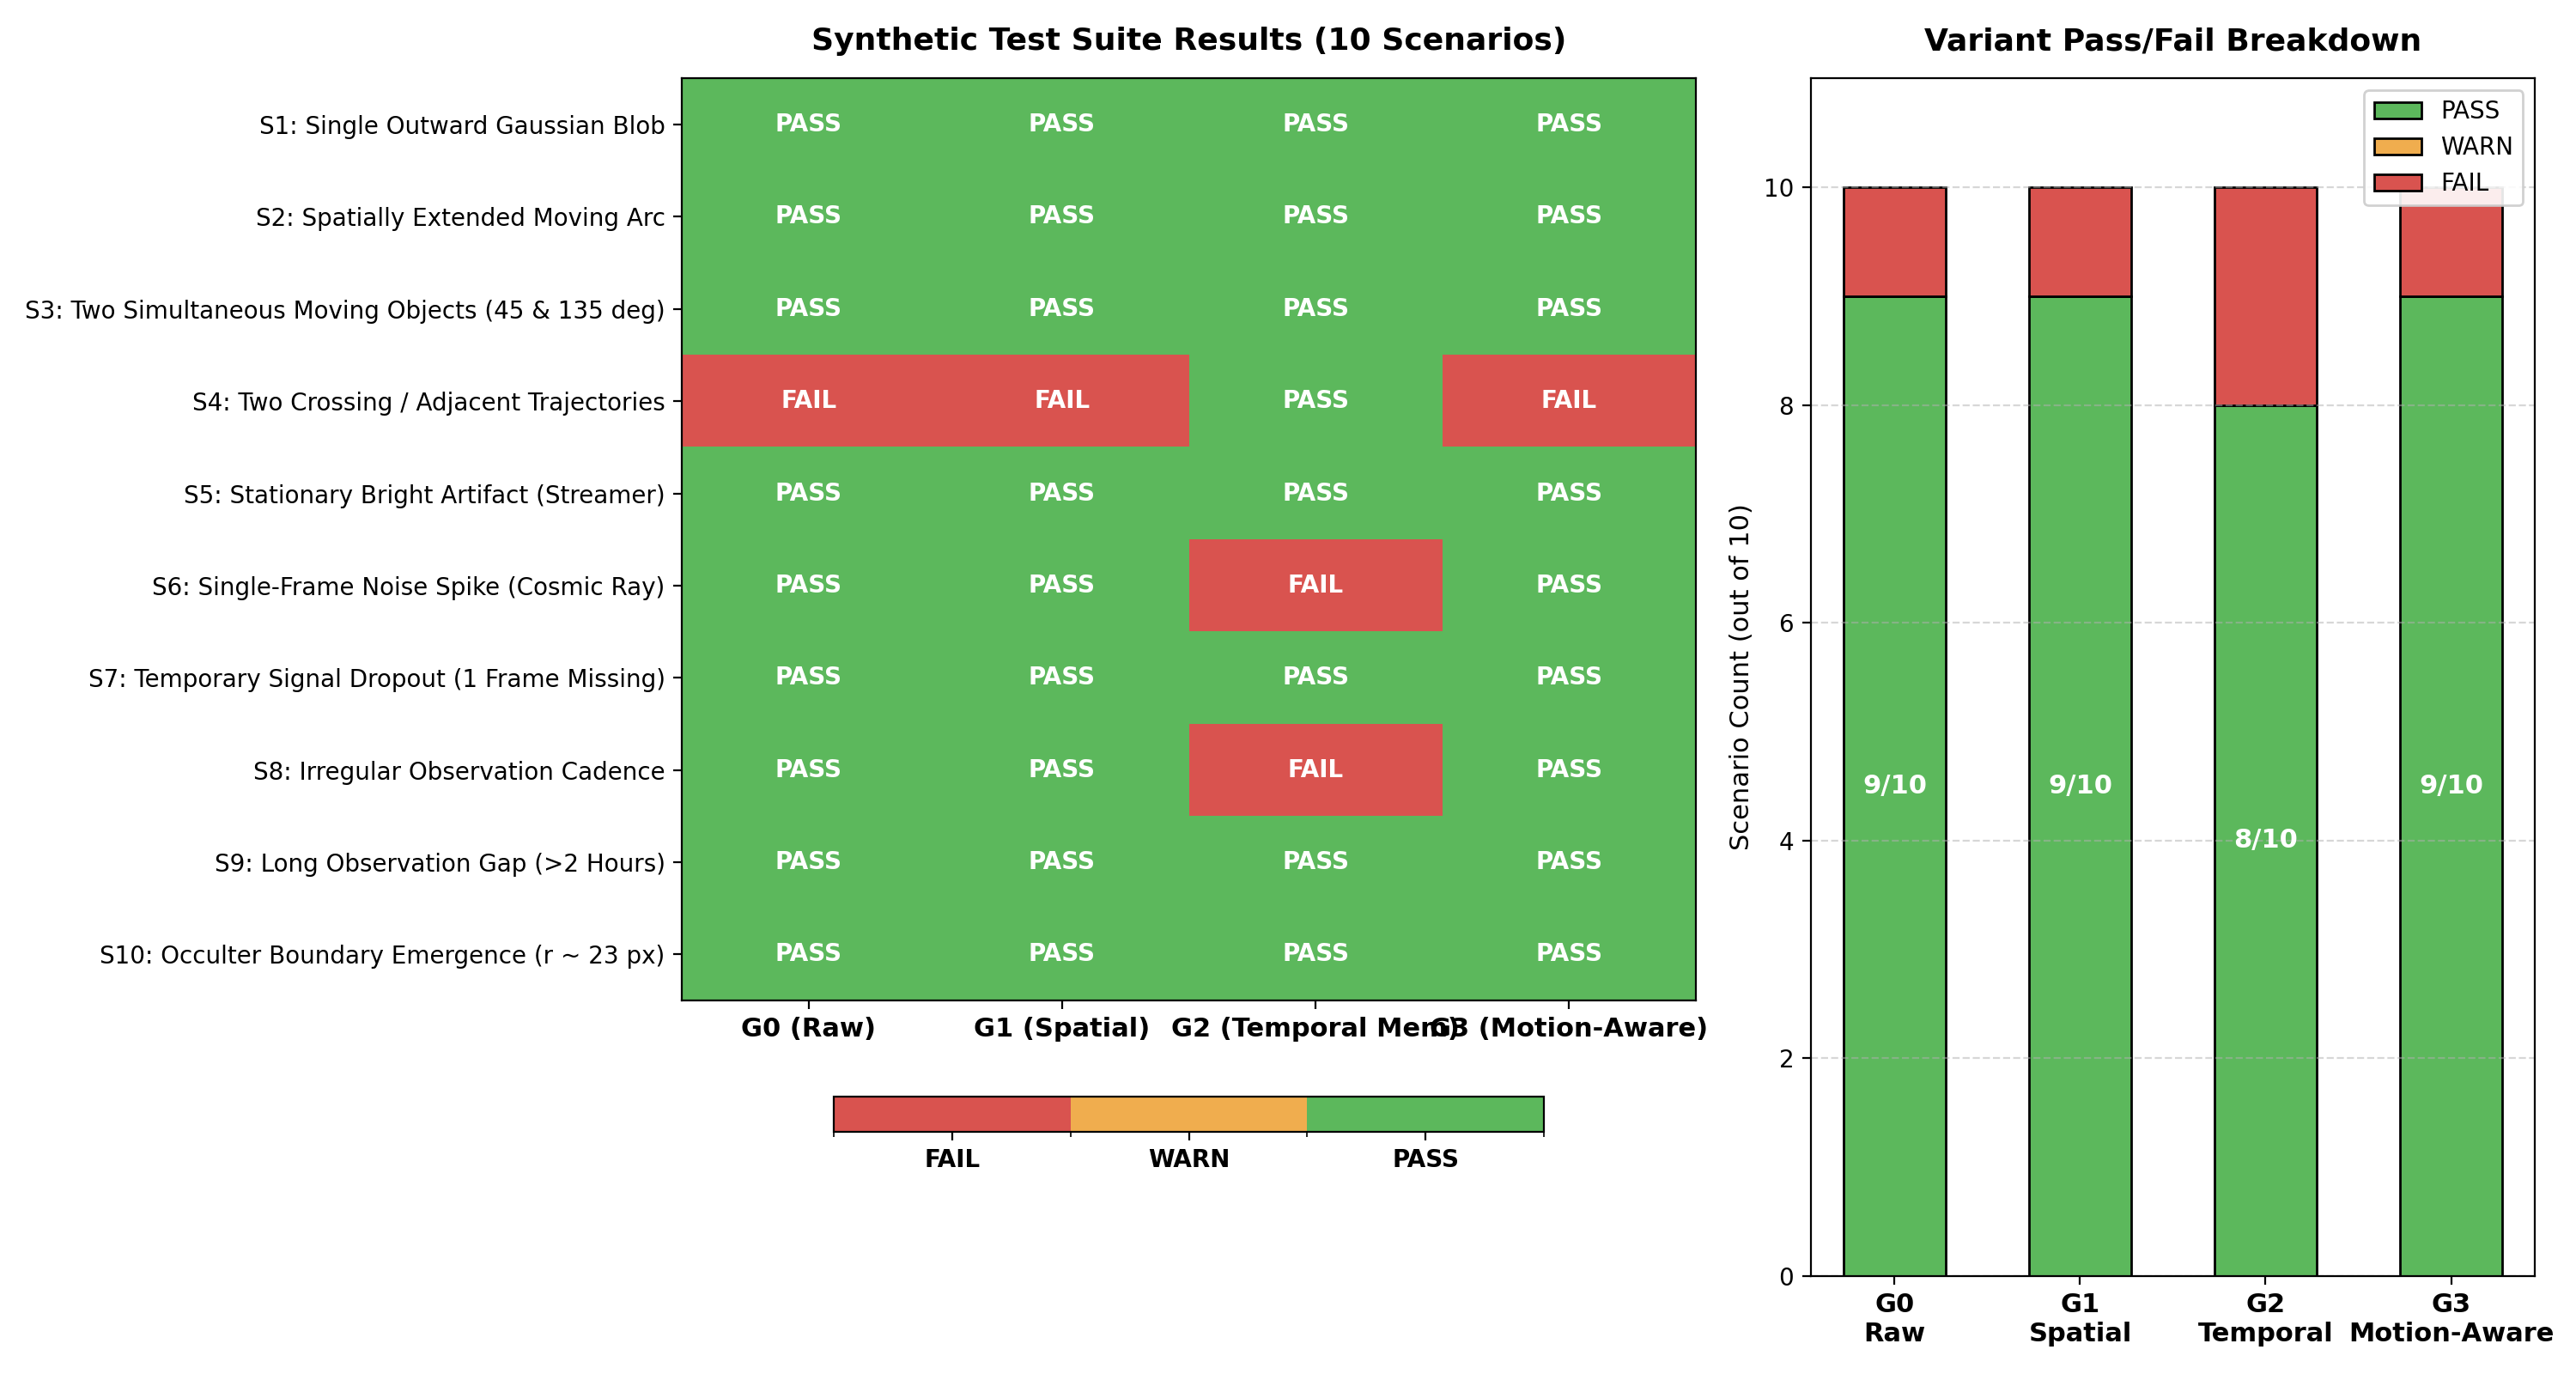 Synthetic Test Suite Results (10 Scenarios)
S1: Single Outward Gaussian Blob
PASS PASS PASS PASS
S2: Spatially Extended Moving Arc
PASS PASS PASS PASS
S3: Two Simultaneous Moving Objects (45 & 135 deg)
PASS PASS PASS PASS
S4: Two Crossing / Adjacent Trajectories
FAIL FAIL PASS FAIL
S5: Stationary Bright Artifact (Streamer)
PASS PASS PASS PASS
S6: Single-Frame Noise Spike (Cosmic Ray)
PASS PASS FAIL PASS
S7: Temporary Signal Dropout (1 Frame Missing)
PASS PASS PASS PASS
S8: Irregular Observation Cadence
PASS PASS FAIL PASS
S9: Long Observation Gap (>2 Hours)
PASS PASS PASS PASS
S10: Occulter Boundary Emergence (r ~ 23 px)
PASS PASS PASS PASS
G0 (Raw)
G1 (Spatial)
G2 (Temporal Mem)
G3 (Motion-Aware)
FAIL
WARN
PASS
Variant Pass/Fail Breakdown
PASS
WARN
FAIL
Scenario Count (out of 10)
10
8
6
4
2
0
9/10
9/10
8/10
9/10
G0
Raw
G1
Spatial
G2
Temporal
G3
Motion-Aware